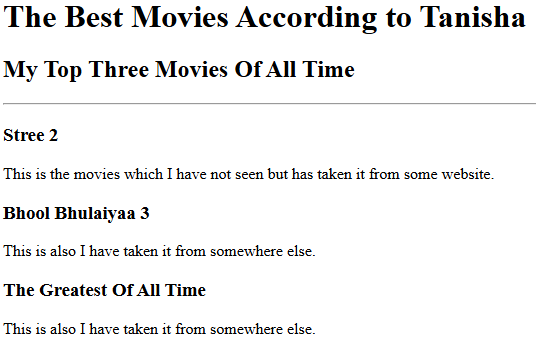 The Best Movies According to Tanisha
My Top Three Movies Of All Time
Stree 2
This is the movies which I have not seen but has taken it from some website.
Bhool Bhulaiyaa 3
This is also I have taken it from somewhere else.
The Greatest Of All Time
This is also I have taken it from somewhere else.